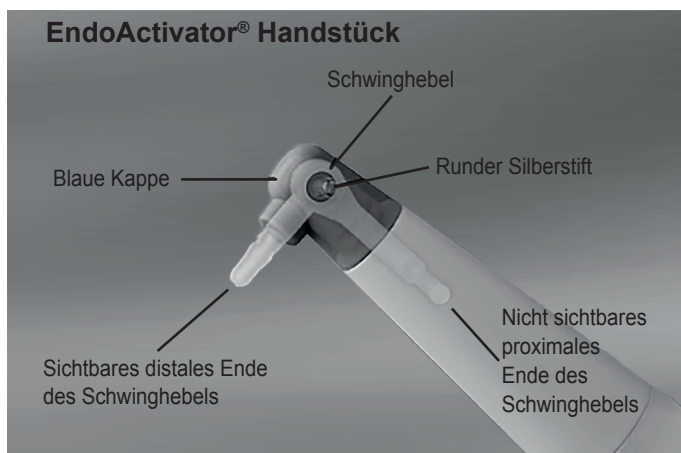 EndoActivator® Handstück
Schwinghebel
Blaue Kappe
Runder Silberstift
Nicht sichtbares
proximales
Ende des
Schwinghebels
Sichtbares distales Ende
des Schwinghebels